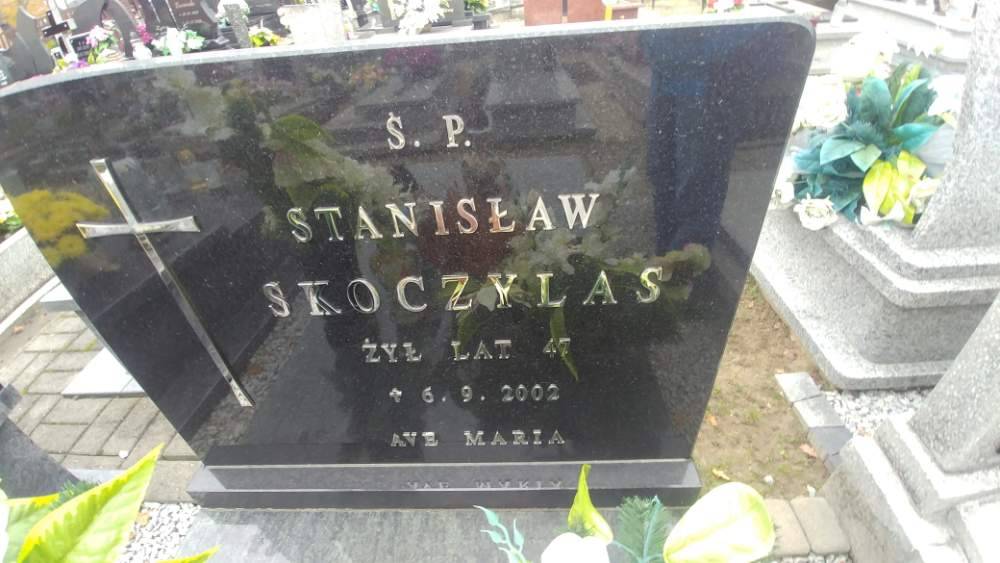 Ś. P.
STANISŁAW
SKOCZYLAS
ŻYŁ LAT 47
+ 6. 9. 2002
AVE MARIA